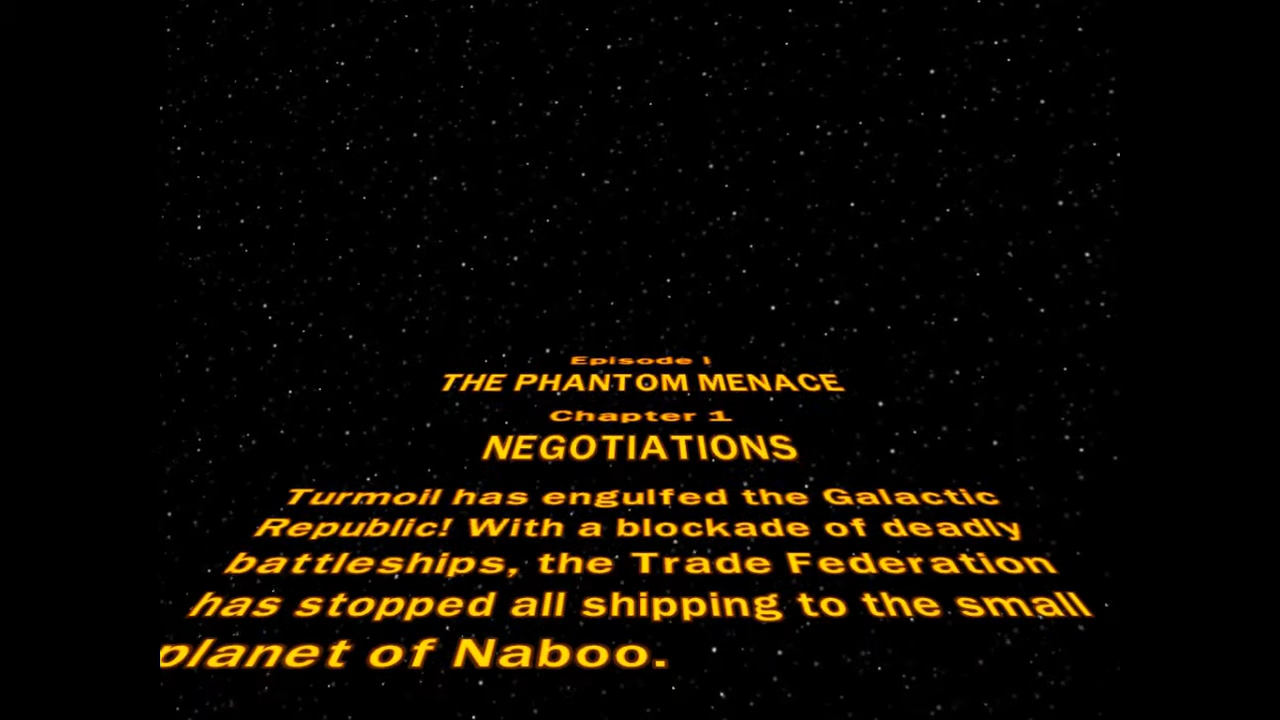 Episode I
THE PHANTOM MENACE
Chapter 1
NEGOTIATIONS
Turmoil has engulfed the Galactic
Republic! With a blockade of deadly
battleships, the Trade Federation
has stopped all shipping to the small
planet of Naboo.